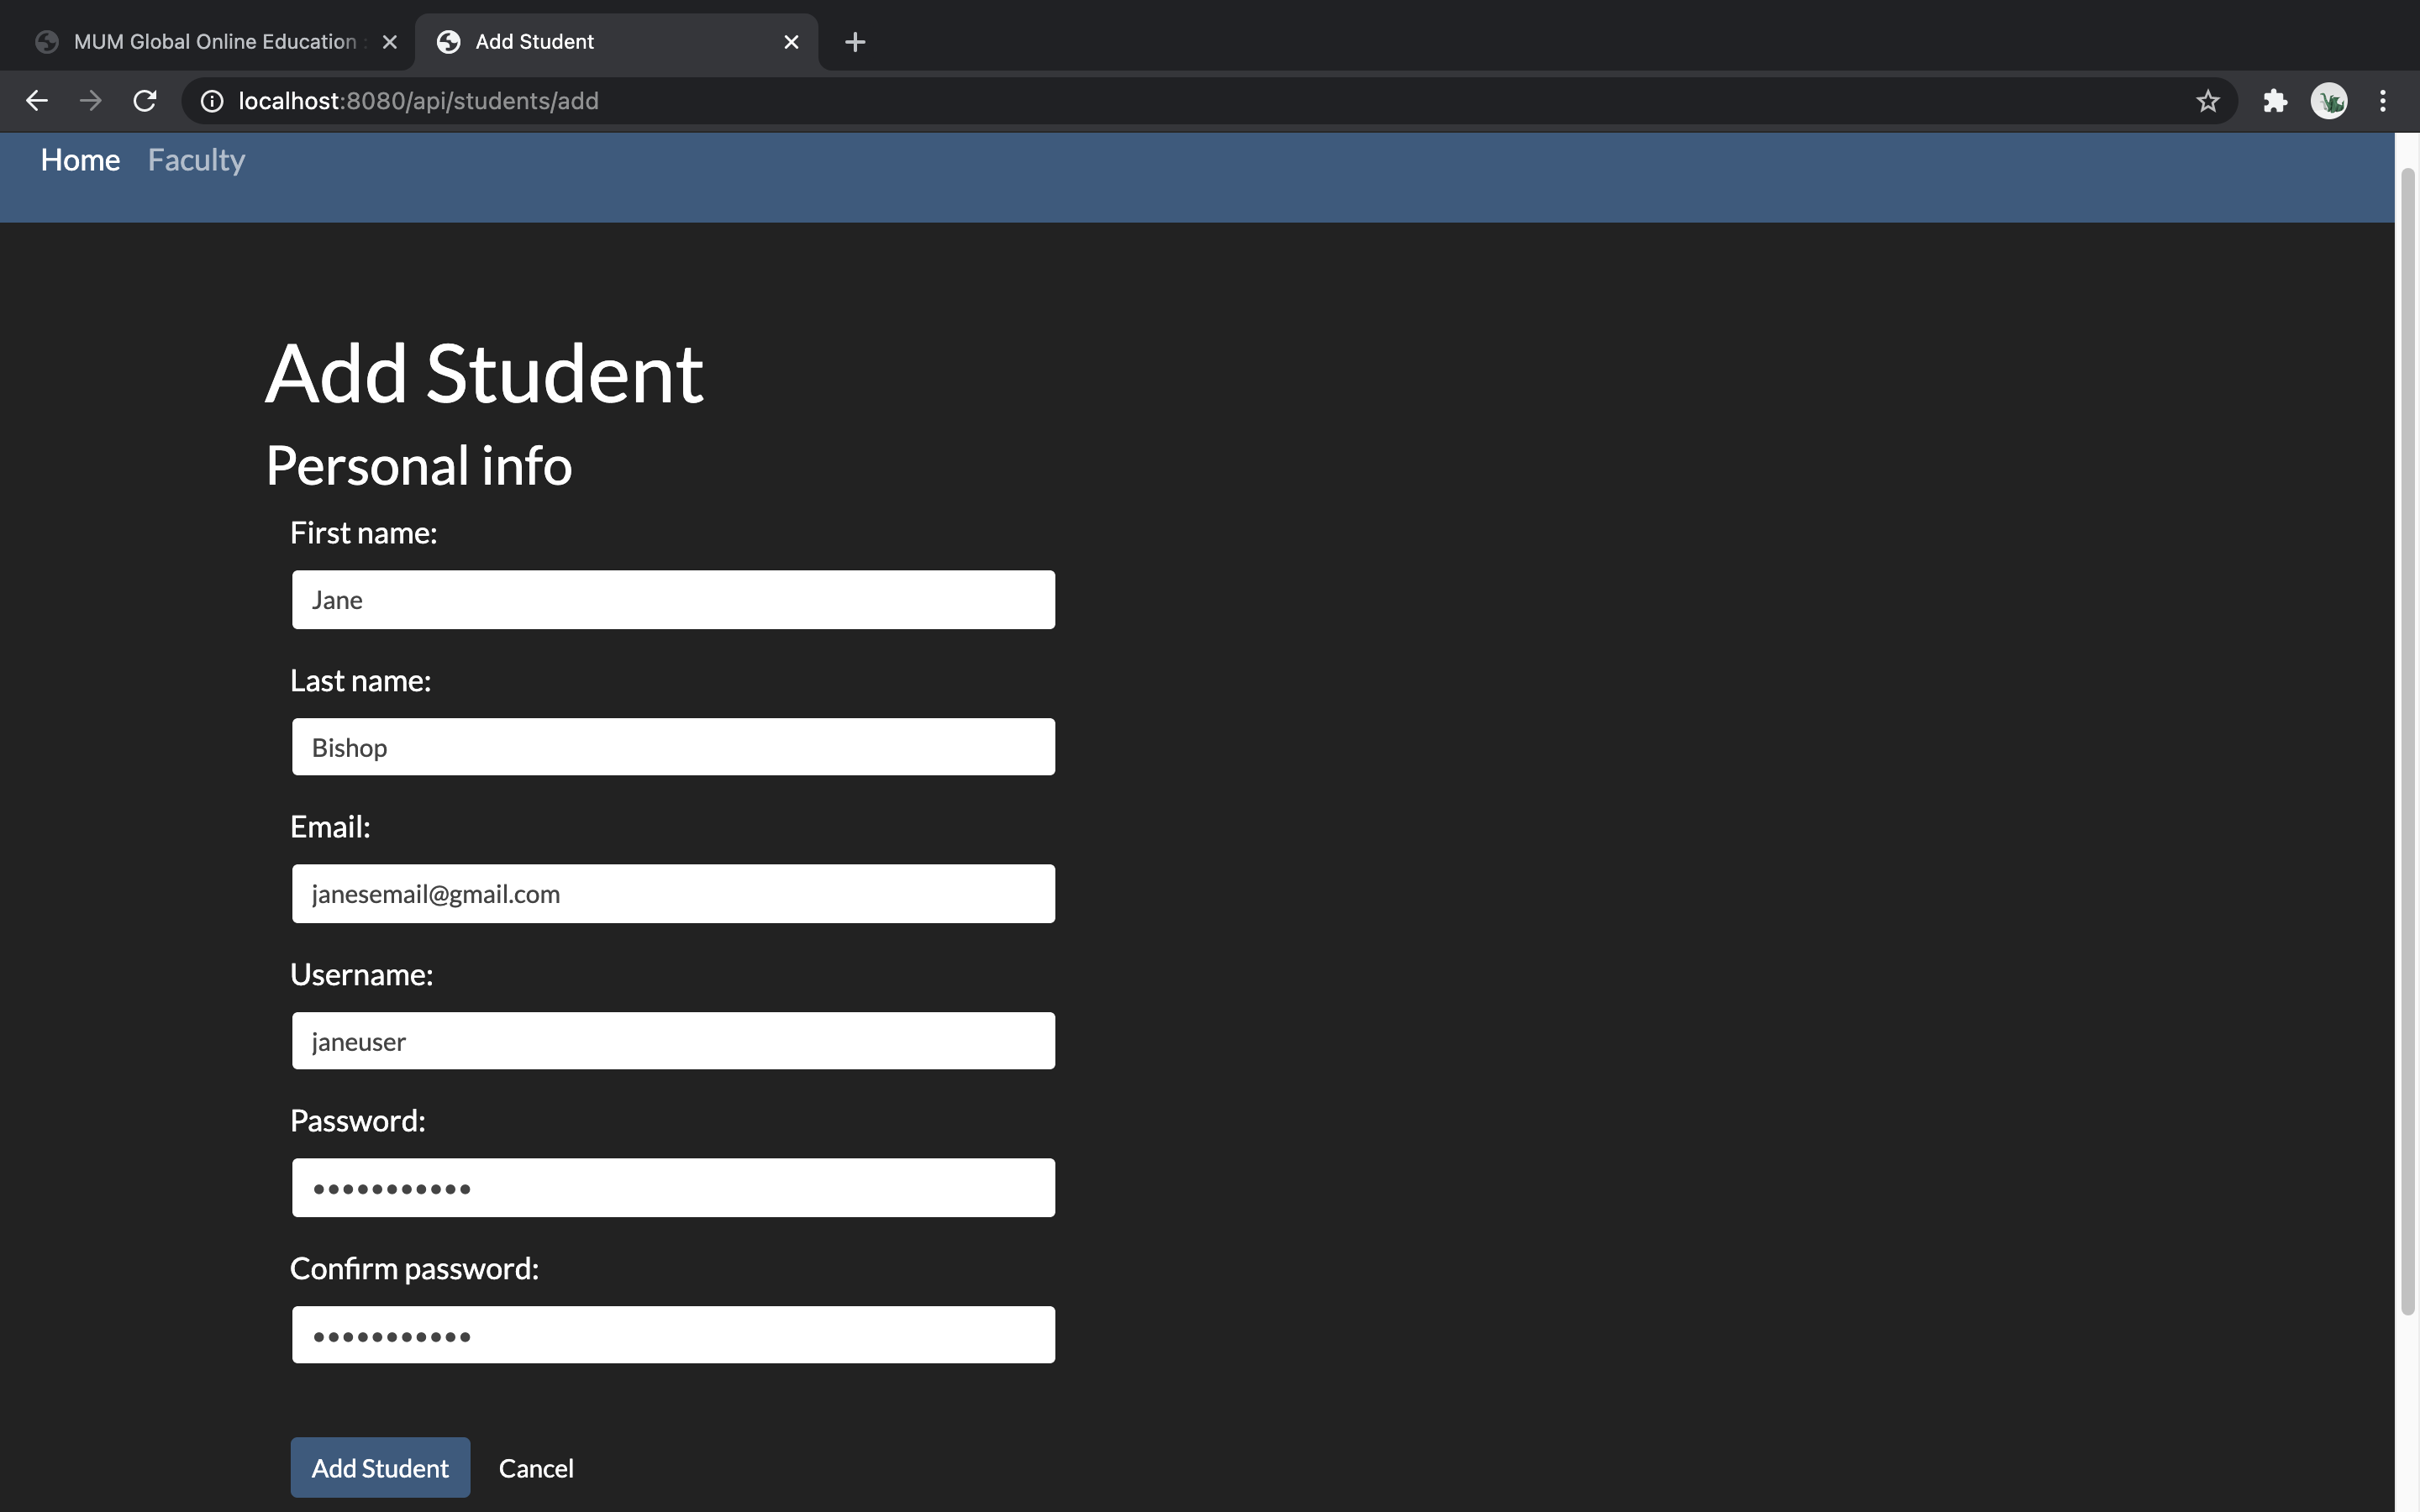 MUM Global Online Education
Add Student
localhost:8080/api/students/add
Home Faculty
Add Student
Personal info
First name:
Jane
Last name:
Bishop
Email:
janesemail@gmail.com
Username:
janeuser
Password:
•••••••••••
Confirm password:
•••••••••••
Add Student Cancel